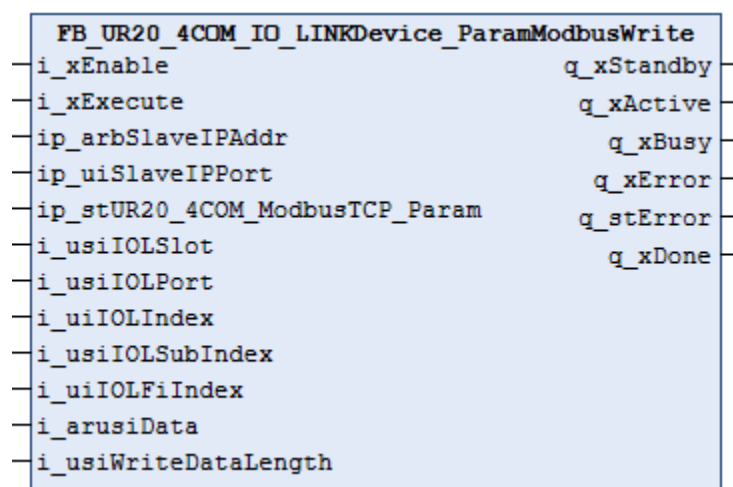 FB_UR20_4COM_IO_LINKDevice_ParamModbusWrite
i_xEnable q_xStandby
i_xExecute q_xActive
ip_arbSlaveIPAddr q_xBusy
ip_uiSlaveIPPort q_xError
ip_stUR20_4COM_ModbusTCP_Param q_stError
i_usiIOLSlot q_xDone
i_usiIOLPort
i_uiIOLIndex
i_usiIOLSubIndex
i_uiIOLFiIndex
i_arusiData
i_usiWriteDataLength